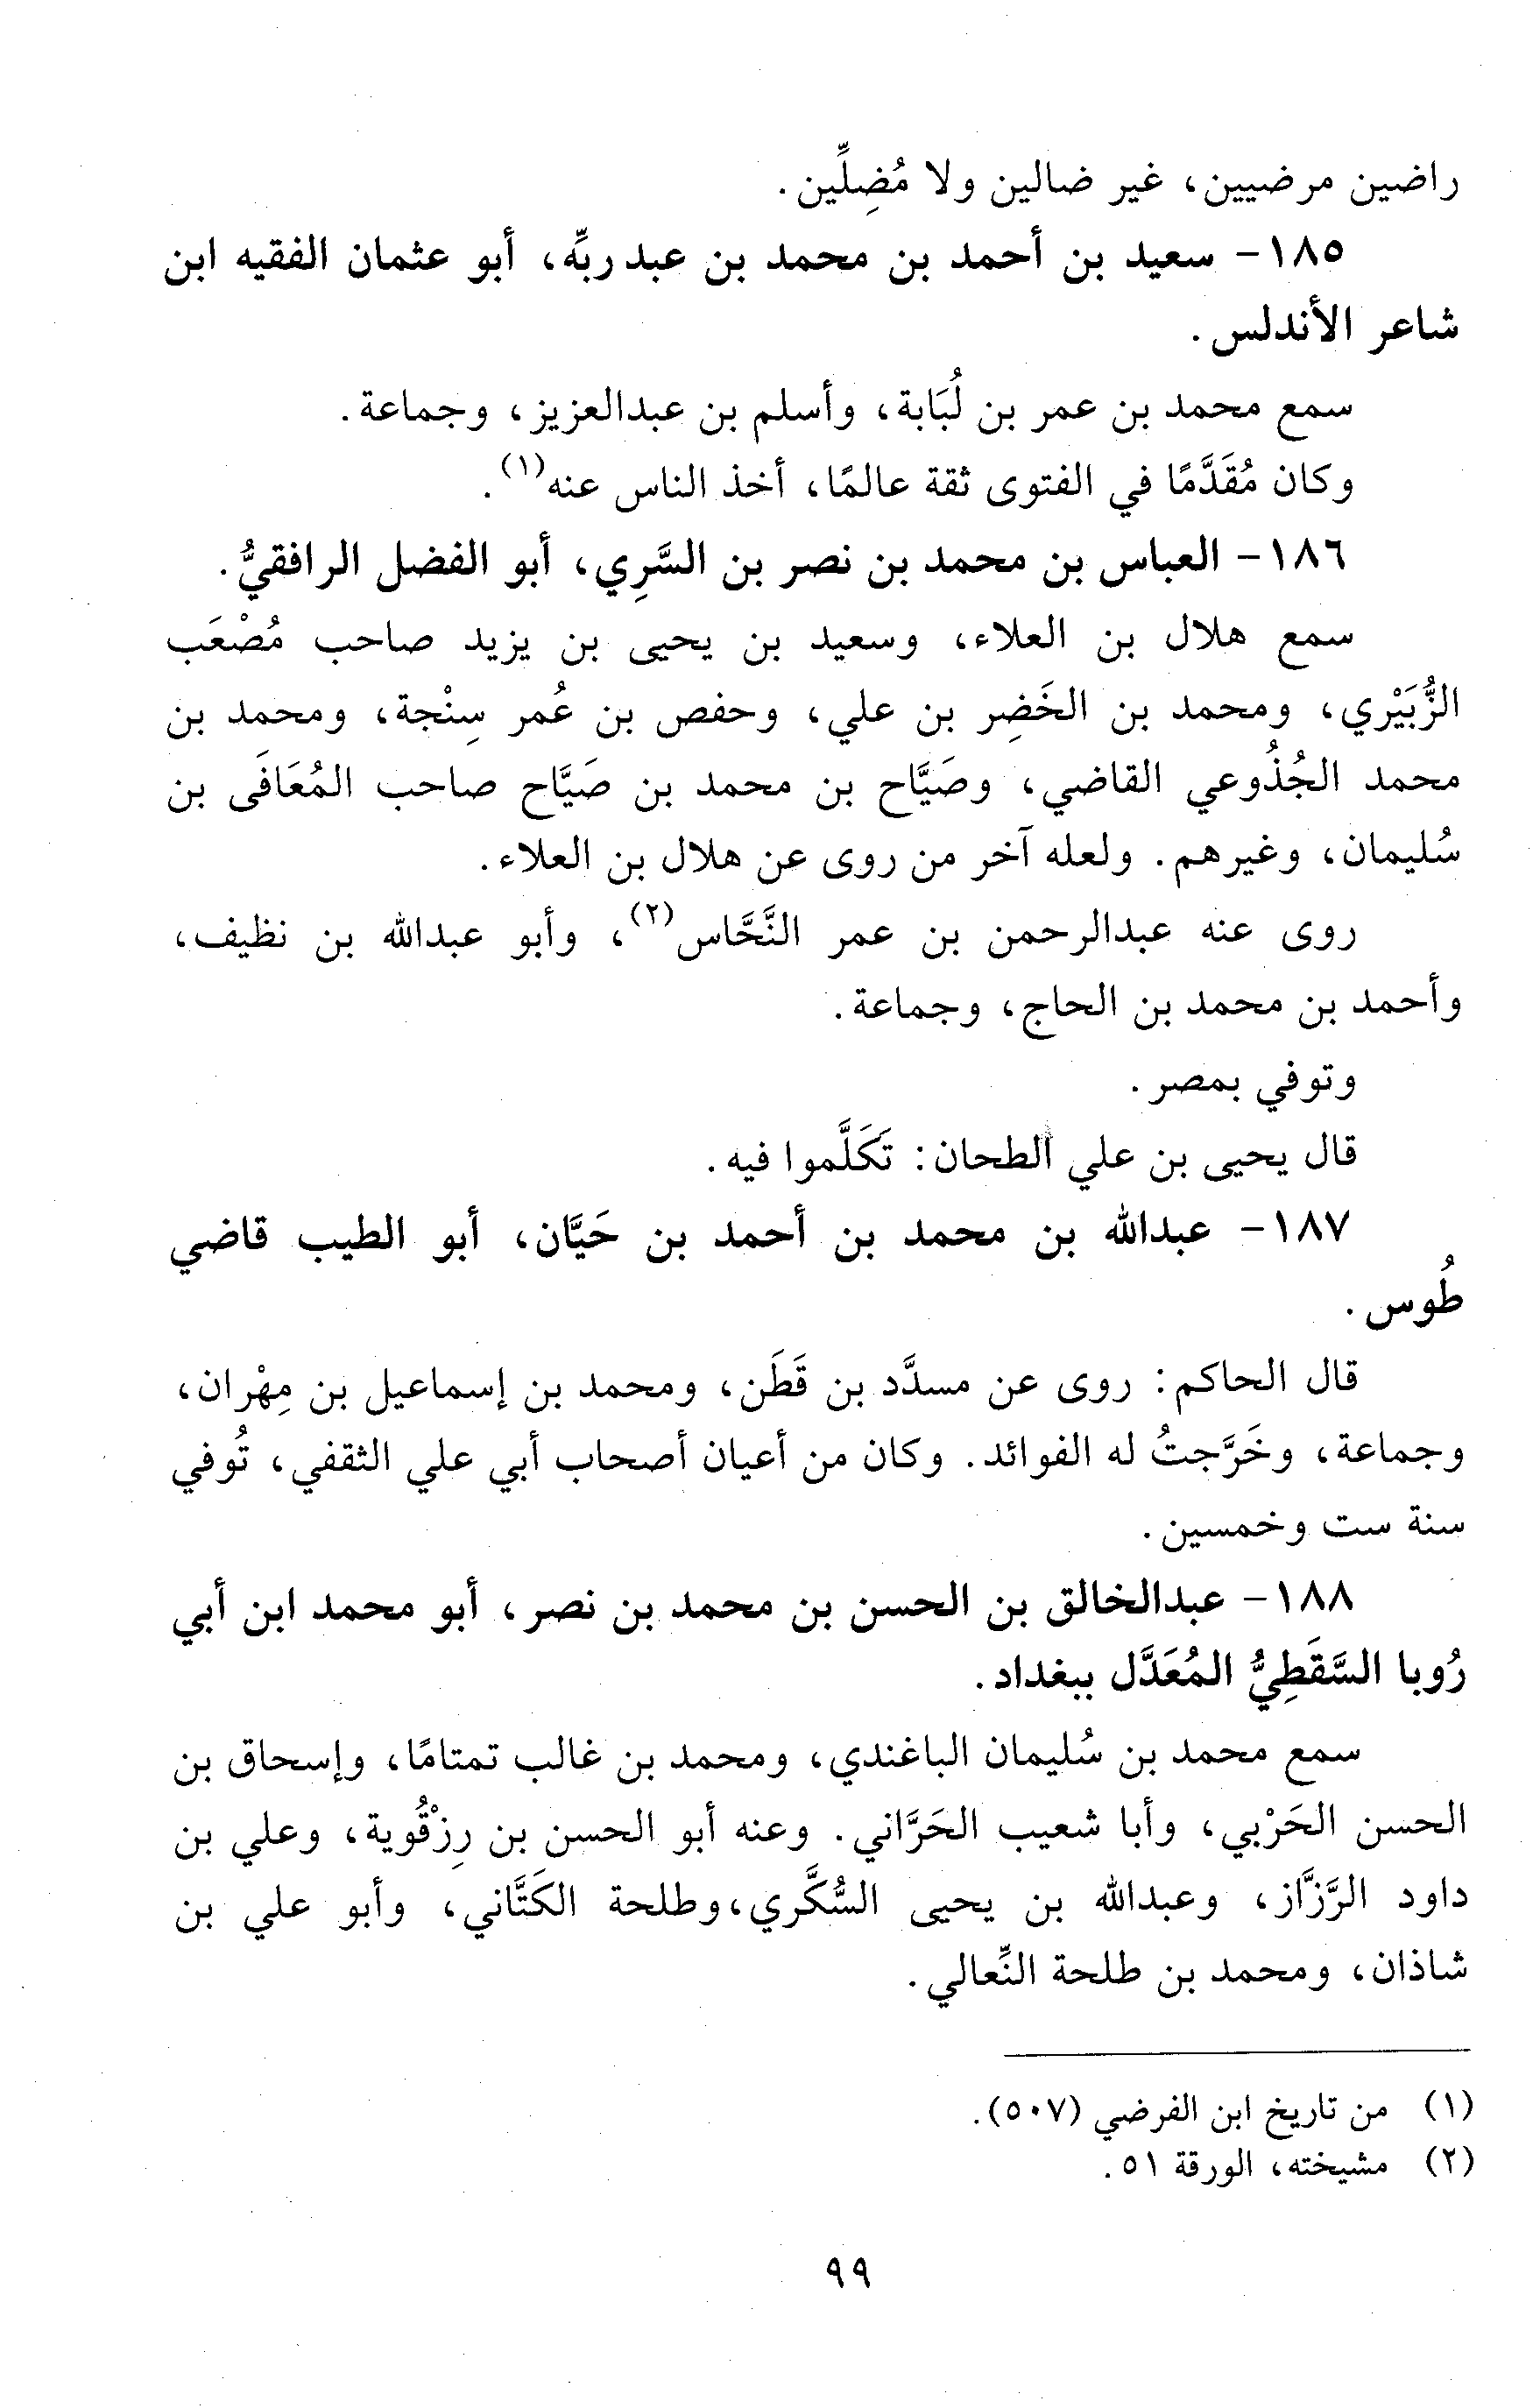 راضين مرضيين، غير ضالين ولا مُضِلِّين.
١٨٥- سعيد بن أحمد بن محمد بن عبدربِّه، أبو عثمان الفقيه ابن
شاعر الأندلس.
سمع محمد بن عمر بن لُبَابة، وأسلم بن عبدالعزيز، وجماعة.
وكان مُقَدَّمًا في الفتوى ثقة عالمًا، أخذ الناس عنه(١).
١٨٦- العباس بن محمد بن نصر بن السَّرِي، أبو الفضل الرافقيُّ.
سمع هلال بن العلاء، وسعيد بن يحيى بن يزيد صاحب مُصْعَب
الزُّبَيْري، ومحمد بن الخَضِر بن علي، وحفص بن عُمر سِنْجة، ومحمد بن
محمد الجُذُوعي القاضي، وصَيَّاح بن محمد بن صَيَّاح صاحب المُعَافَى بن
سُليمان، وغيرهم. ولعله آخر من روى عن هلال بن العلاء.
روى عنه عبدالرحمن بن عمر النَّحَّاس(٢)، وأبو عبدالله بن نظيف،
وأحمد بن محمد بن الحاج، وجماعة.
وتوفي بمصر.
قال يحيى بن علي الطحان: تَكَلَّموا فيه.
١٨٧- عبدالله بن محمد بن أحمد بن حَيَّان، أبو الطيب قاضي
طُوس.
قال الحاكم: روى عن مسدَّد بن قَطَن، ومحمد بن إسماعيل بن مِهْران،
وجماعة، وخَرَّجتُ له الفوائد. وكان من أعيان أصحاب أبي علي الثقفي، تُوفي
سنة ست وخمسين.
١٨٨- عبدالخالق بن الحسن بن محمد بن نصر، أبو محمد ابن أبي
رُوبا السَّقَطِيُّ المُعَدَّل ببغداد.
سمع محمد بن سُليمان الباغندي، ومحمد بن غالب تمتامًا، وإسحاق بن
الحسن الحَرْبي، وأبا شعيب الحَرَّاني. وعنه أبو الحسن بن رِزْقُوية، وعلي بن
داود الرَّزَّاز، وعبدالله بن يحيى السُّكَّري، وطلحة الكَتَّاني، وأبو علي بن
شاذان، ومحمد بن طلحة النِّعالي.
(١) من تاريخ ابن الفرضي (٥٠٧).
(٢) مشيخته، الورقة ٥١.
٩٩